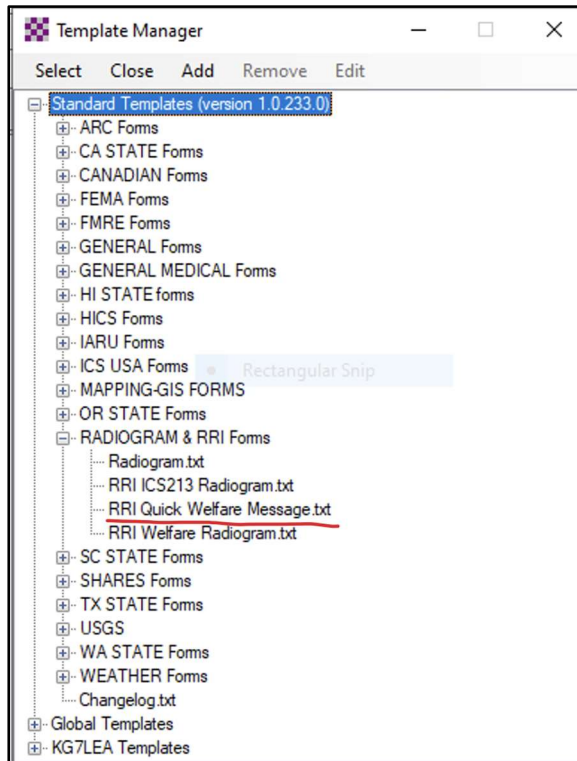 Template Manager
Select Close Add Remove Edit
Standard Templates (version 1.0.233.0)
ARC Forms
CA STATE Forms
CANADIAN Forms
FEMA Forms
FMRE Forms
GENERAL Forms
GENERAL MEDICAL Forms
HI STATE forms
HICS Forms
IARU Forms
ICS USA Forms
Rectangular Snip
MAPPING-GIS FORMS
OR STATE Forms
RADIOGRAM & RRI Forms
Radiogram.txt
RRI ICS213 Radiogram.txt
RRI Quick Welfare Message.txt
RRI Welfare Radiogram.txt
SC STATE Forms
SHARES Forms
TX STATE Forms
USGS
WA STATE Forms
WEATHER Forms
Changelog.txt
Global Templates
KG7LEA Templates